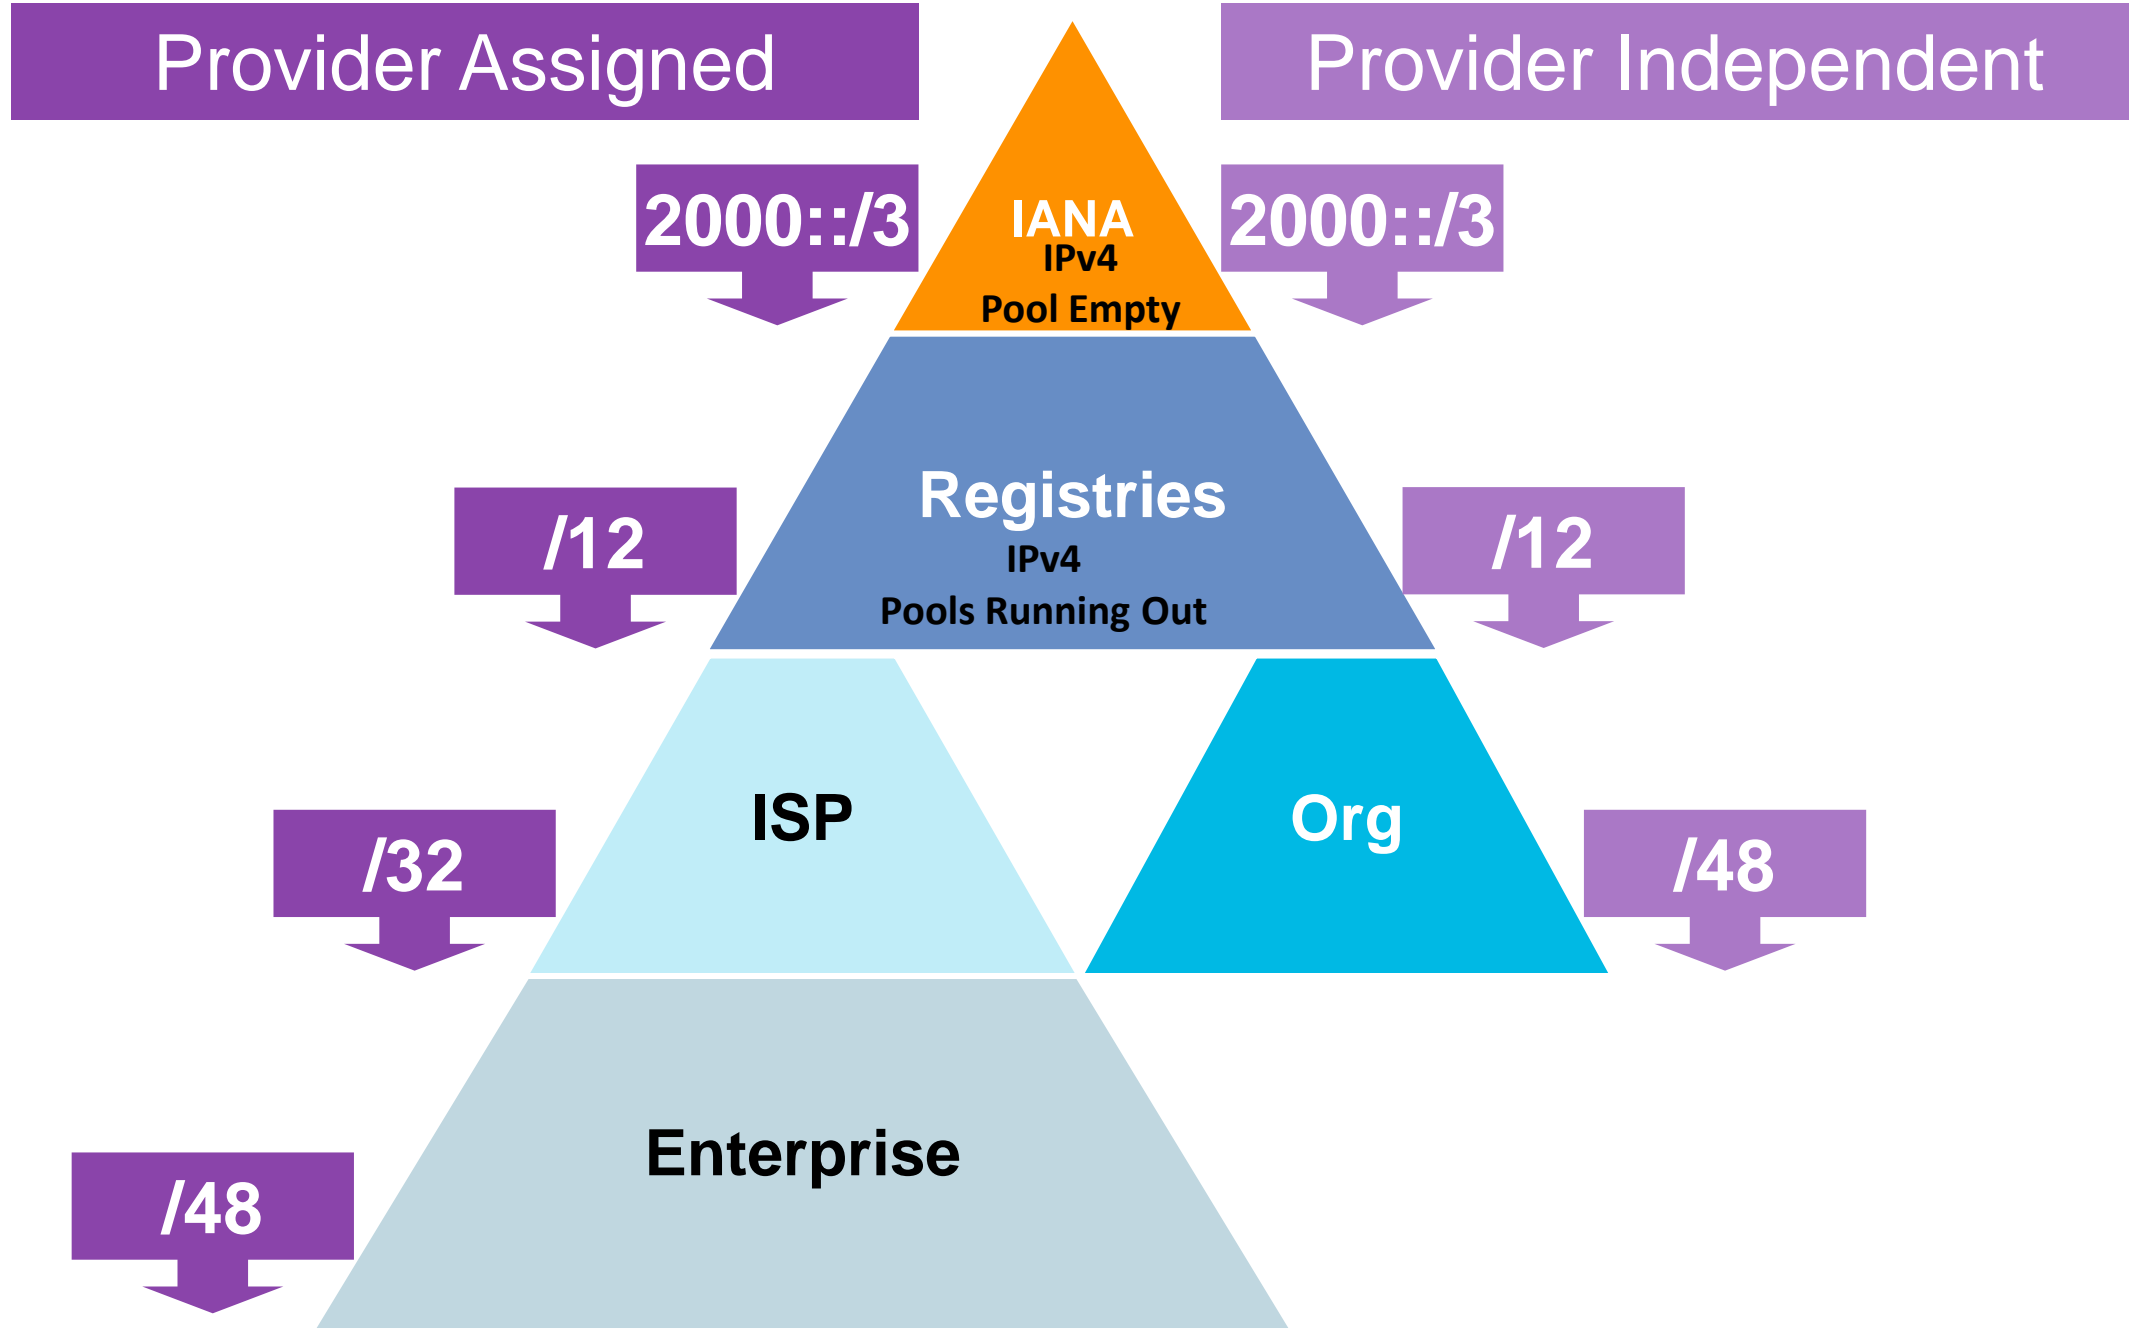 Provider Assigned
Provider Independent
2000::/3
IANA
2000::/3
IPv4
Pool Empty
Registries
/12
/12
IPv4
Pools Running Out
ISP
Org
/32
/48
Enterprise
/48